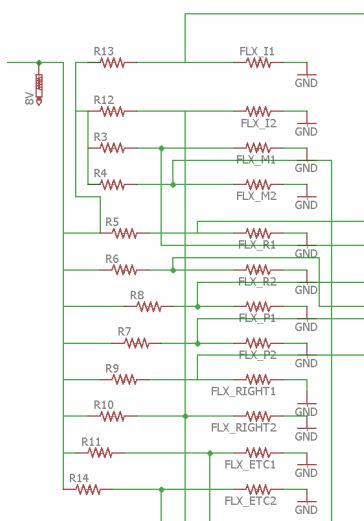 R13 FLX_I1
GND
8V
R12 FLX_I2
GND
R3 FLX_M1
GND
R4 FLX_M2
GND
R5 FLX_R1
GND
R6 FLX_R2
GND
R8 FLX_P1
GND
R7 FLX_P2
GND
R9 FLX_RIGHT1
GND
R10 FLX_RIGHT2
GND
R11 FLX_ETC1
GND
R14 FLX_ETC2
GND